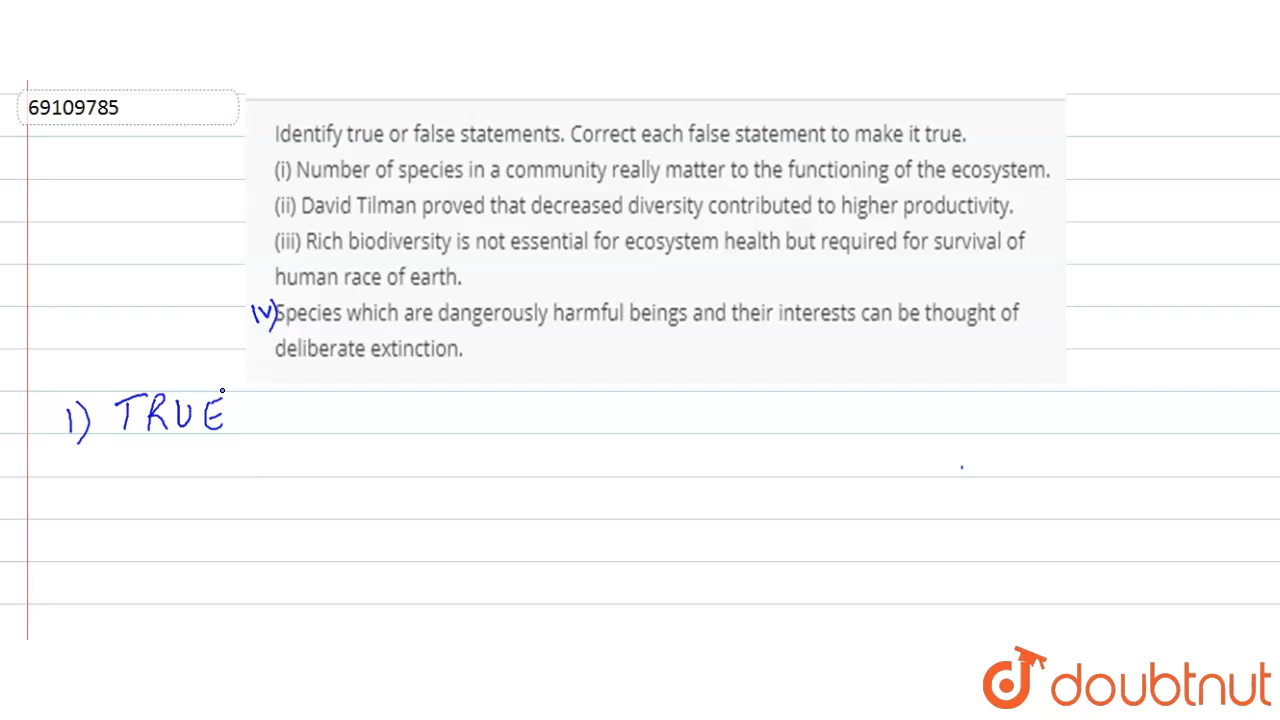 69109785
Identify true or false statements. Correct each false statement to make it true.
(i) Number of species in a community really matter to the functioning of the ecosystem.
(ii) David Tilman proved that decreased diversity contributed to higher productivity.
(iii) Rich biodiversity is not essential for ecosystem health but required for survival of
human race of earth.
IV) Species which are dangerously harmful beings and their interests can be thought of
deliberate extinction.
1) TRUE
doubtnut